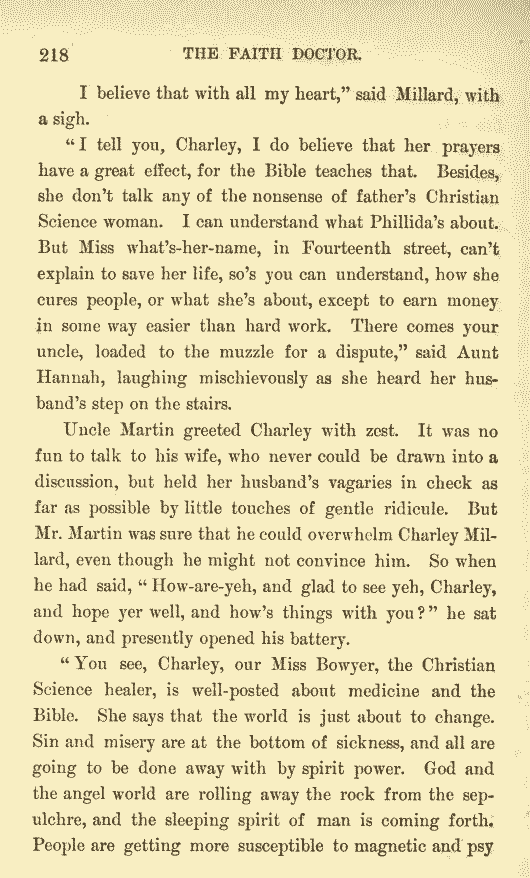 218 THE FAITH DOCTOR.
I believe that with all my heart,” said Millard, with
a sigh.
“I tell you, Charley, I do believe that her prayers
have a great effect, for the Bible teaches that. Besides,
she don’t talk any of the nonsense of father’s Christian
Science woman. I can understand what Phillida’s about.
But Miss what’s-her-name, in Fourteenth street, can’t
explain to save her life, so’s you can understand, how she
cures people, or what she’s about, except to earn money
in some way easier than hard work. There comes your
uncle, loaded to the muzzle for a dispute,” said Aunt
Hannah, laughing mischievously as she heard her hus-
band’s step on the stairs.
Uncle Martin greeted Charley with zest. It was no
fun to talk to his wife, who never could be drawn into a
discussion, but held her husband’s vagaries in check as
far as possible by little touches of gentle ridicule. But
Mr. Martin was sure that he could overwhelm Charley Mil-
lard, even though he might not convince him. So when
he had said, “How-are-yeh, and glad to see yeh, Charley,
and hope yer well, and how’s things with you?” he sat
down, and presently opened his battery.
“You see, Charley, our Miss Bowyer, the Christian
Science healer, is well-posted about medicine and the
Bible. She says that the world is just about to change.
Sin and misery are at the bottom of sickness, and all are
going to be done away with by spirit power. God and
the angel world are rolling away the rock from the sep-
ulchre, and the sleeping spirit of man is coming forth.
People are getting more susceptible to magnetic and psy